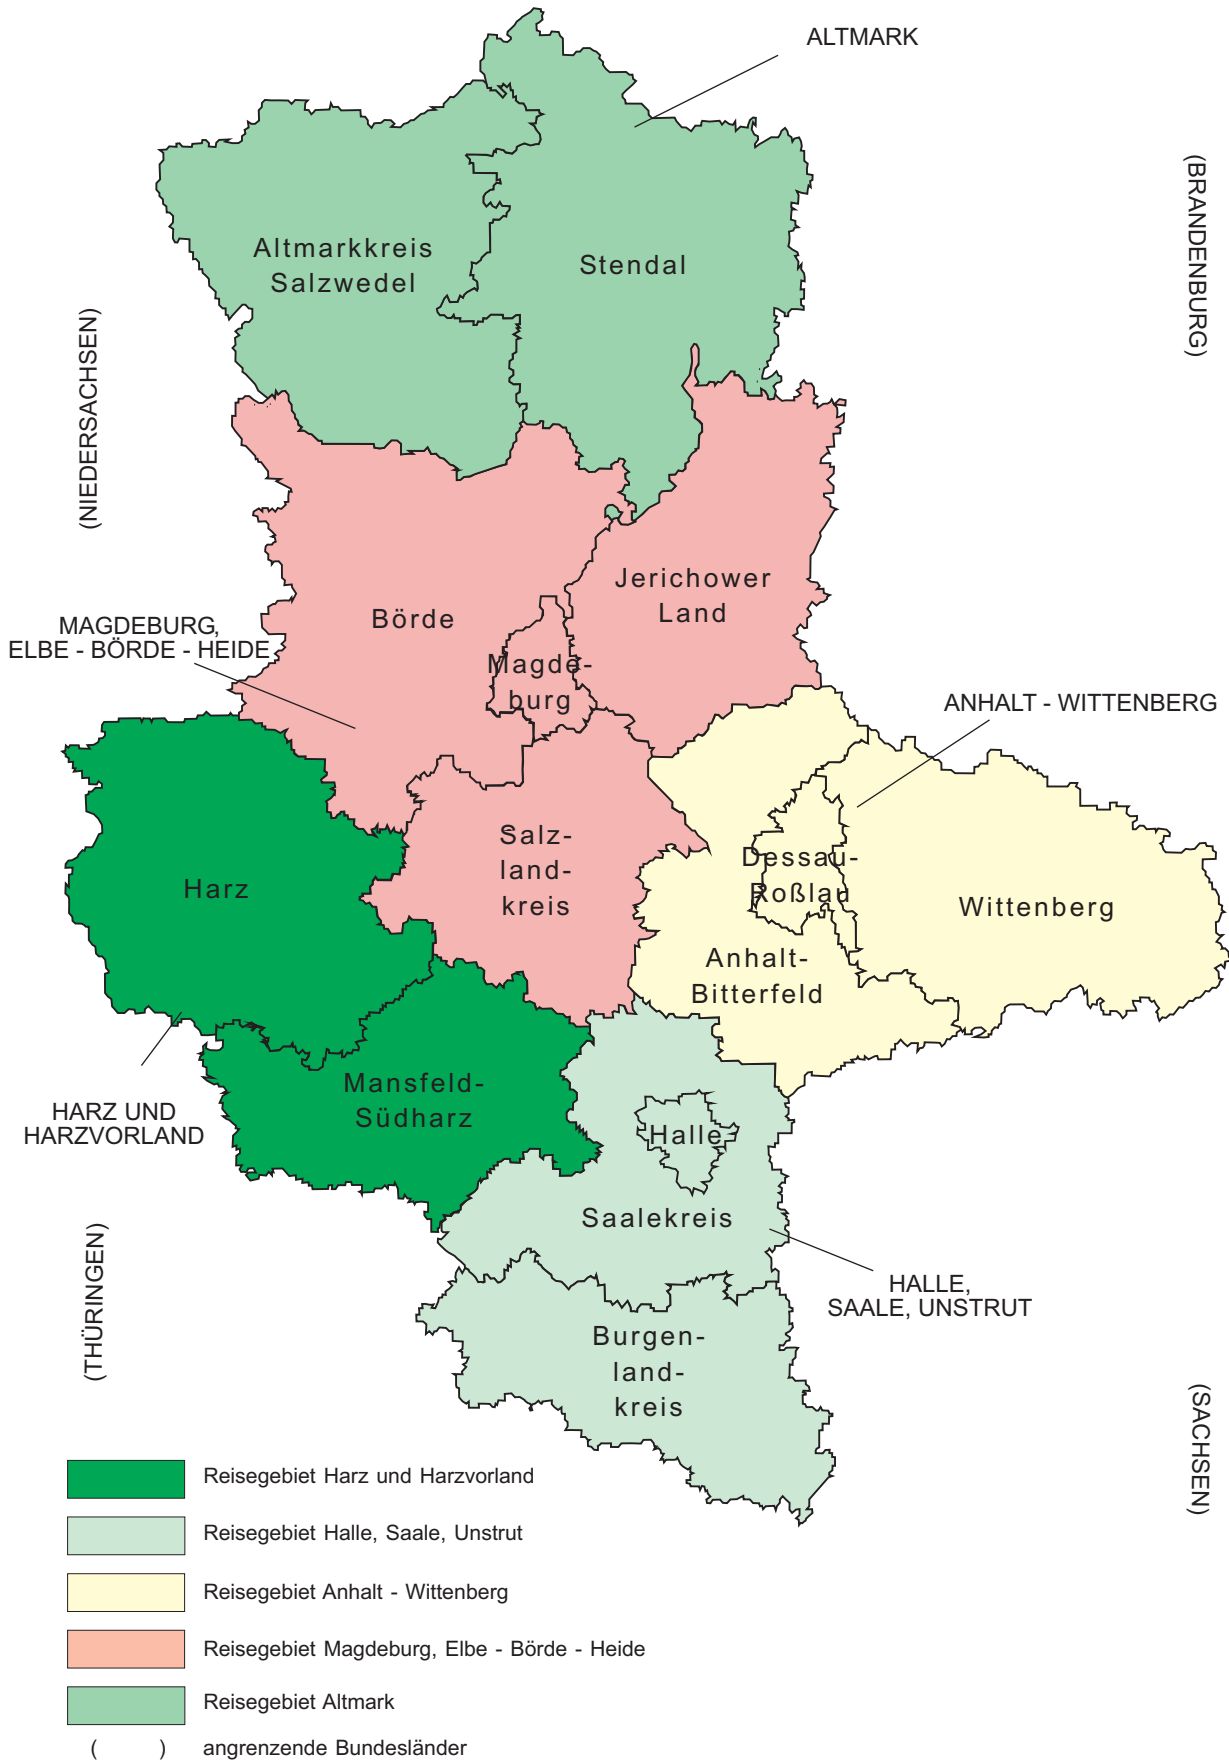 ALTMARK
(BRANDENBURG)
Altmarkkreis
Salzwedel
Stendal
(NIEDERSACHSEN)
Jerichower
Land
Börde
MAGDEBURG,
ELBE - BÖRDE - HEIDE
Magde-
burg
ANHALT - WITTENBERG
Salz-
land-
kreis
Dessau-
Roßlau
Harz
Wittenberg
Anhalt-
Bitterfeld
Mansfeld-
Südharz
HARZ UND
HARZVORLAND
Halle
Saalekreis
(THÜRINGEN)
HALLE,
SAALE, UNSTRUT
Burgen-
land-
kreis
(SACHSEN)
Reisegebiet Harz und Harzvorland
Reisegebiet Halle, Saale, Unstrut
Reisegebiet Anhalt - Wittenberg
Reisegebiet Magdeburg, Elbe - Börde - Heide
Reisegebiet Altmark
( ) angrenzende Bundesländer